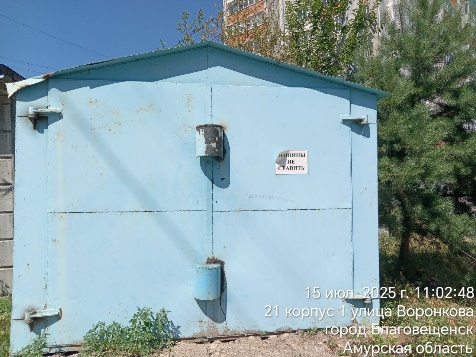 МАШИНЫ
НЕ
СТАВИТЬ
15 июл. 2025 г. 11:02:48
21 корпус 1 улица Воронкова
город Благовещенск
Амурская область